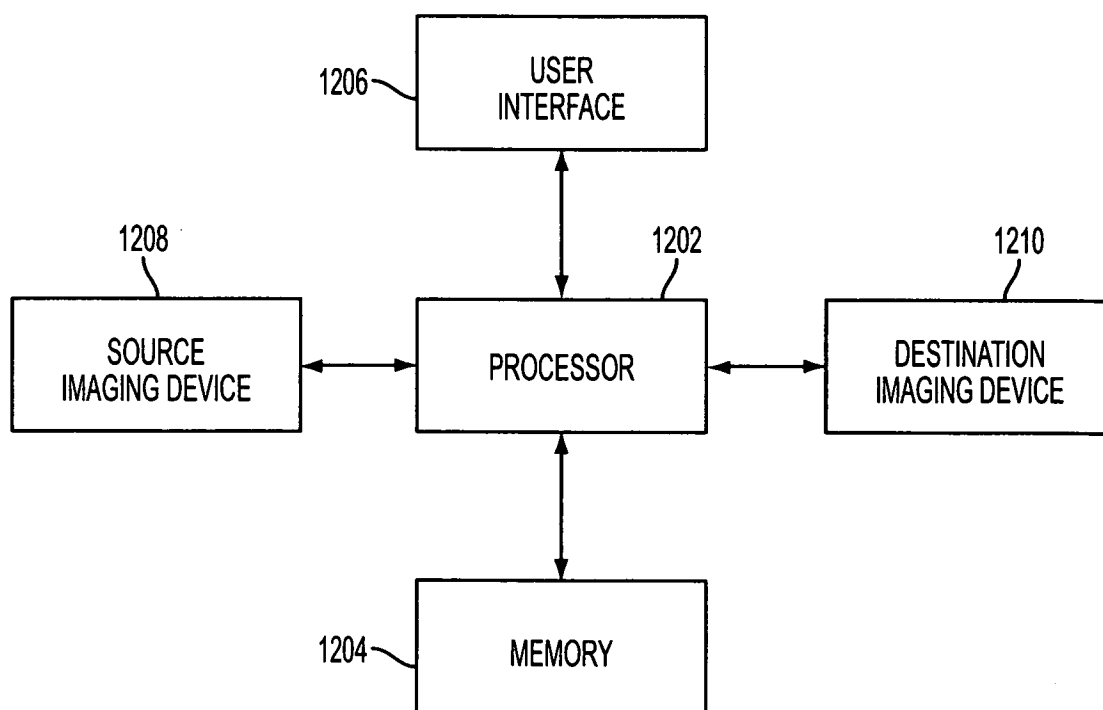 1206
USER
INTERFACE
1208
1202
1210
SOURCE
IMAGING DEVICE
PROCESSOR
DESTINATION
IMAGING DEVICE
1204
MEMORY